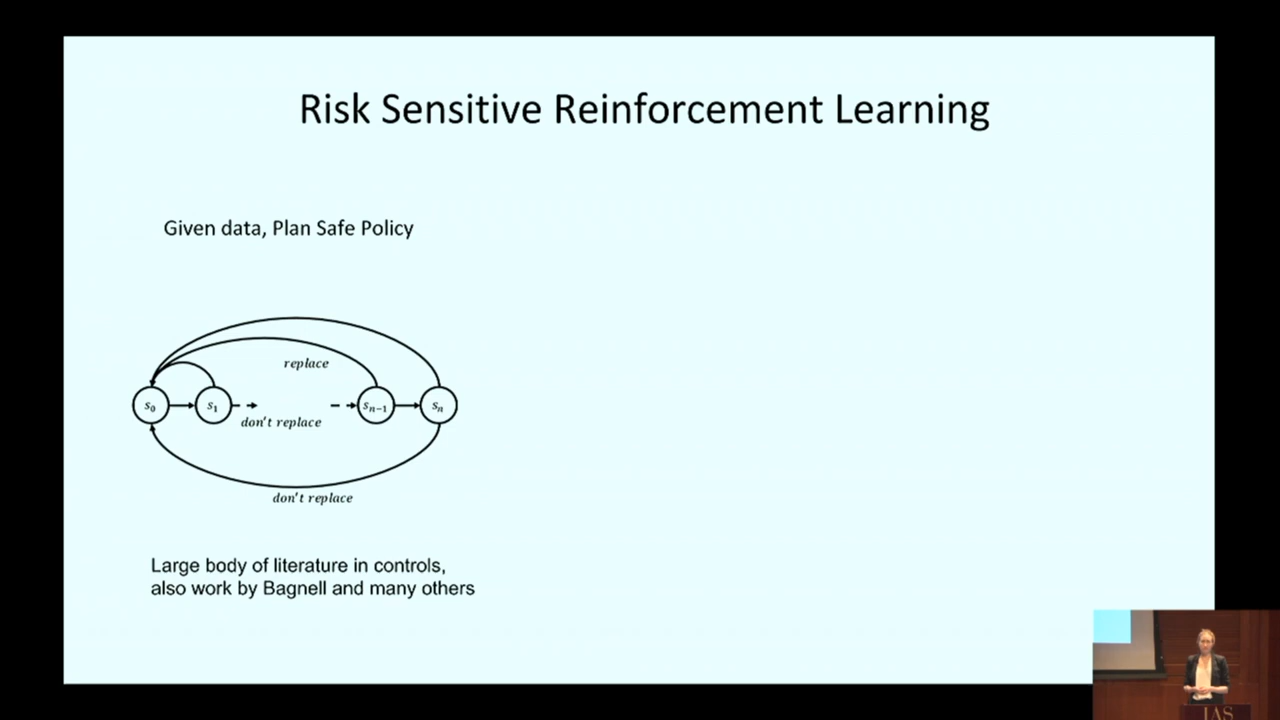 Risk Sensitive Reinforcement Learning
Given data, Plan Safe Policy
replace
s₀ s₁ sₙ₋₁ sₙ
don't replace
don't replace
Large body of literature in controls,
also work by Bagnell and many others
IAS